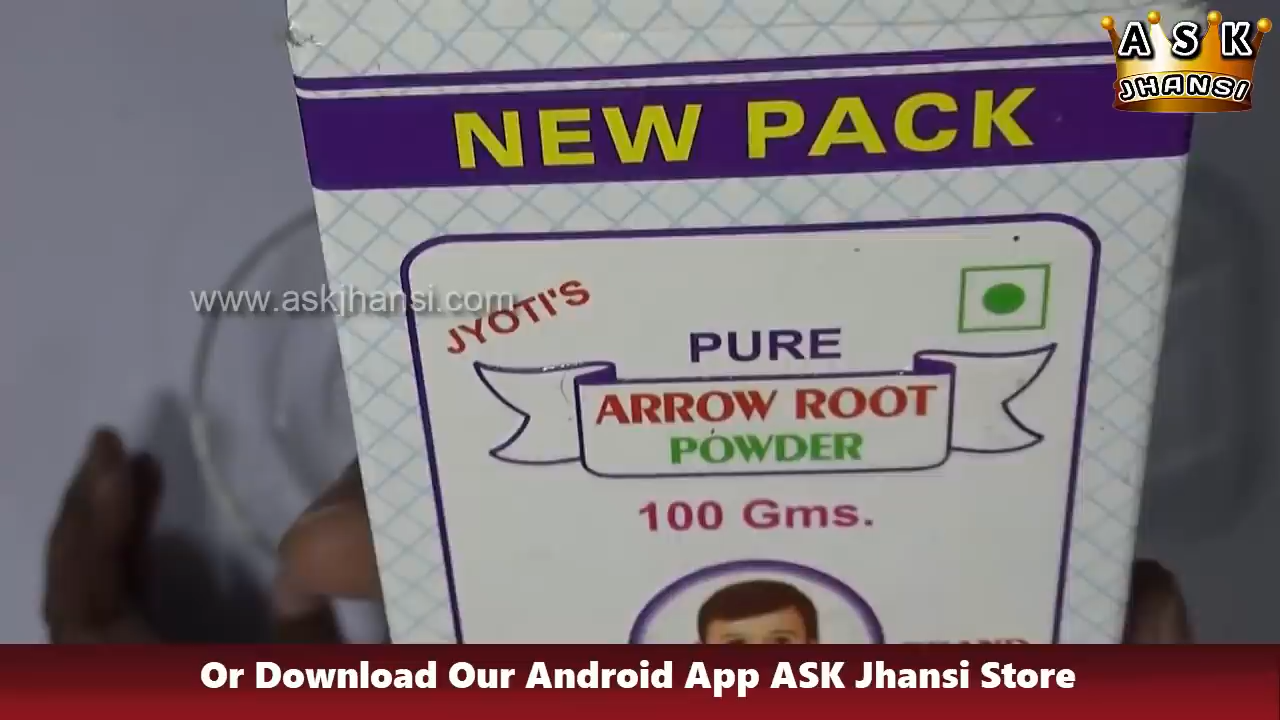 ASK
JHANSI
NEW PACK
www.askjhansi.com
JYOTI'S
PURE
ARROW ROOT
POWDER
100 Gms.
Or Download Our Android App ASK Jhansi Store